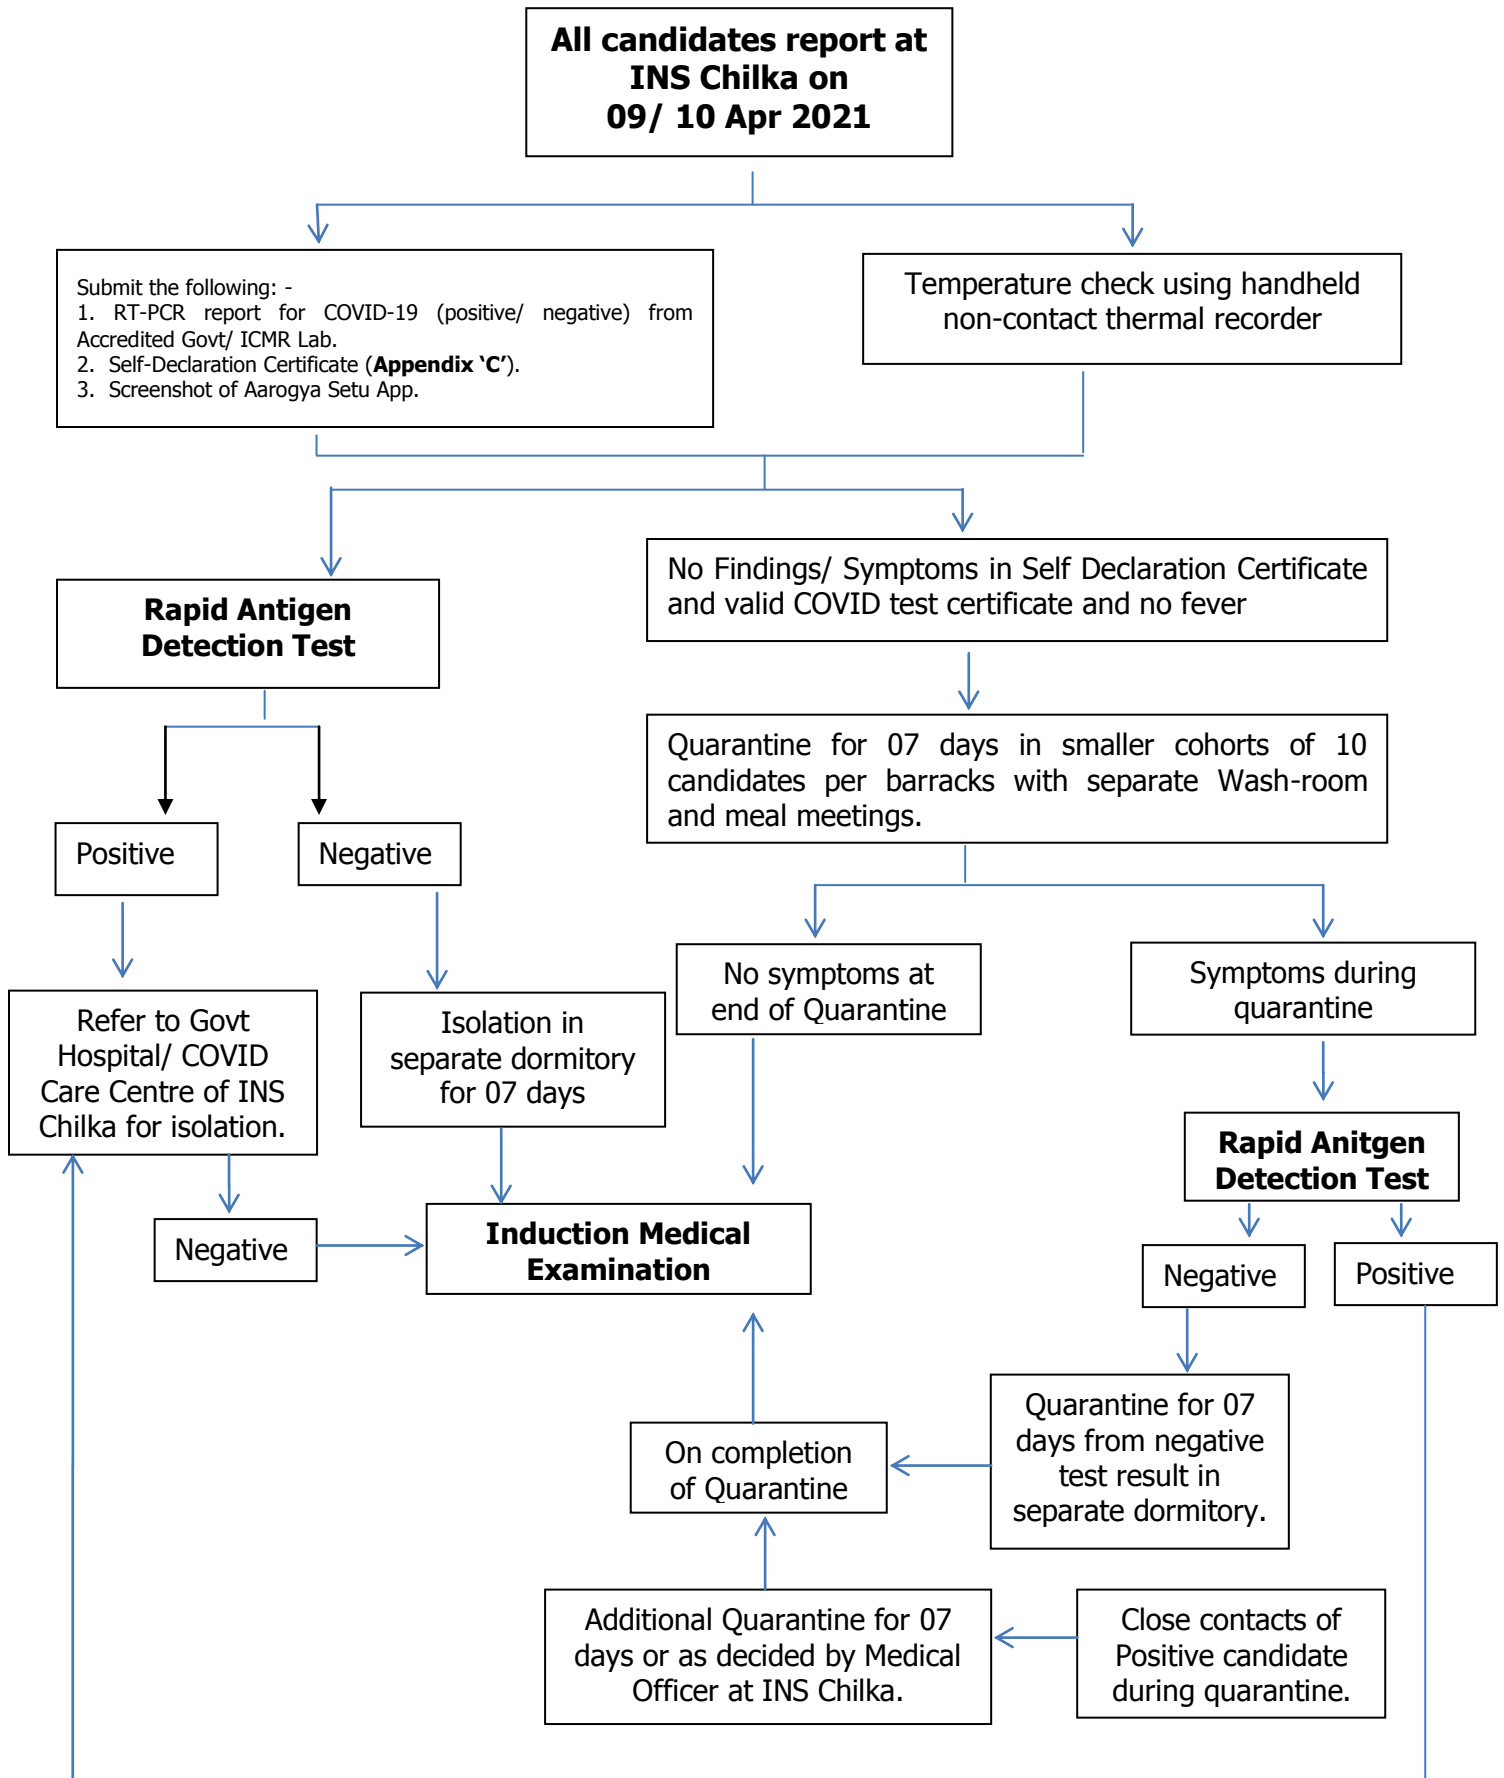 All candidates report at
INS Chilka on
09/ 10 Apr 2021
Submit the following: -
1. RT-PCR report for COVID-19 (positive/ negative) from
Accredited Govt/ ICMR Lab.
2. Self-Declaration Certificate (Appendix ‘C’).
3. Screenshot of Aarogya Setu App.
Temperature check using handheld
non-contact thermal recorder
Rapid Antigen
Detection Test
No Findings/ Symptoms in Self Declaration Certificate
and valid COVID test certificate and no fever
Quarantine for 07 days in smaller cohorts of 10
candidates per barracks with separate Wash-room
and meal meetings.
Positive
Negative
No symptoms at
end of Quarantine
Symptoms during
quarantine
Refer to Govt
Hospital/ COVID
Care Centre of INS
Chilka for isolation.
Isolation in
separate dormitory
for 07 days
Rapid Anitgen
Detection Test
Negative
Induction Medical
Examination
Negative
Positive
On completion
of Quarantine
Quarantine for 07
days from negative
test result in
separate dormitory.
Additional Quarantine for 07
days or as decided by Medical
Officer at INS Chilka.
Close contacts of
Positive candidate
during quarantine.